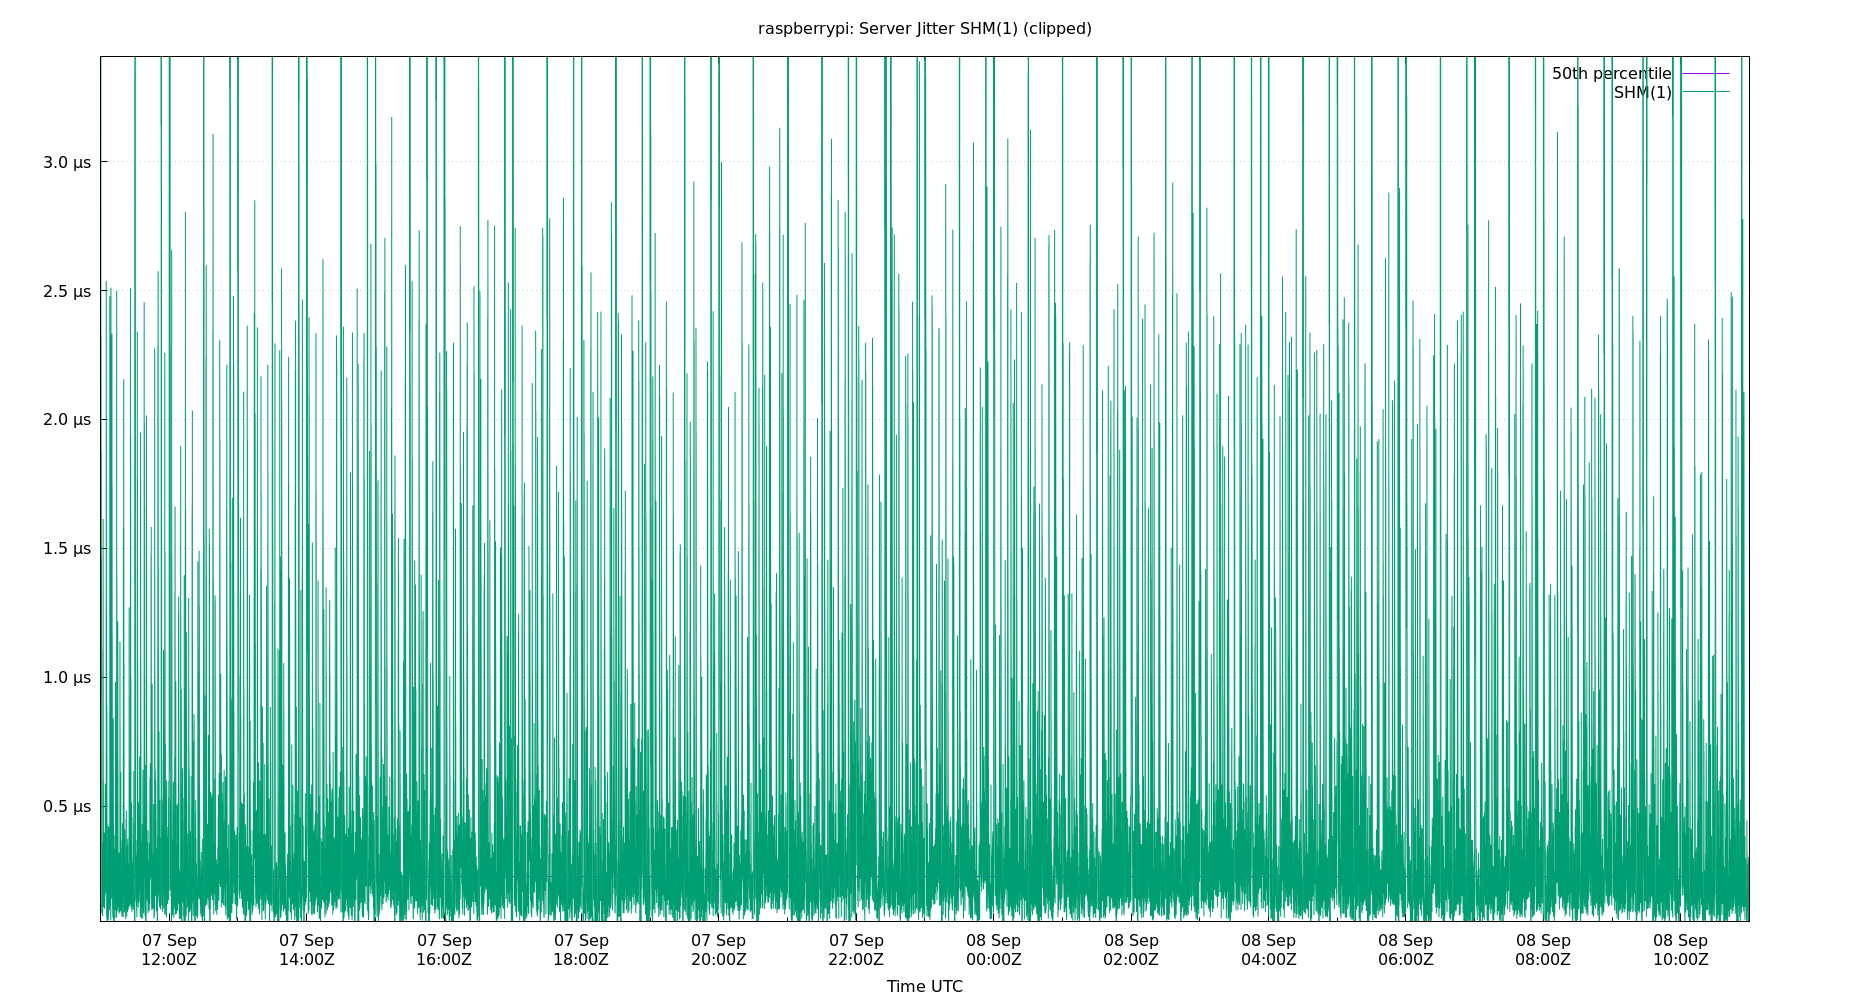 raspberrypi: Server Jitter SHM(1) (clipped)
50th percentile
SHM(1)
3.0 µs
2.5 µs
2.0 µs
1.5 µs
1.0 µs
0.5 µs
07 Sep 07 Sep 07 Sep 07 Sep 07 Sep 07 Sep 08 Sep 08 Sep 08 Sep 08 Sep 08 Sep 08 Sep
12:00Z 14:00Z 16:00Z 18:00Z 20:00Z 22:00Z 00:00Z 02:00Z 04:00Z 06:00Z 08:00Z 10:00Z
Time UTC